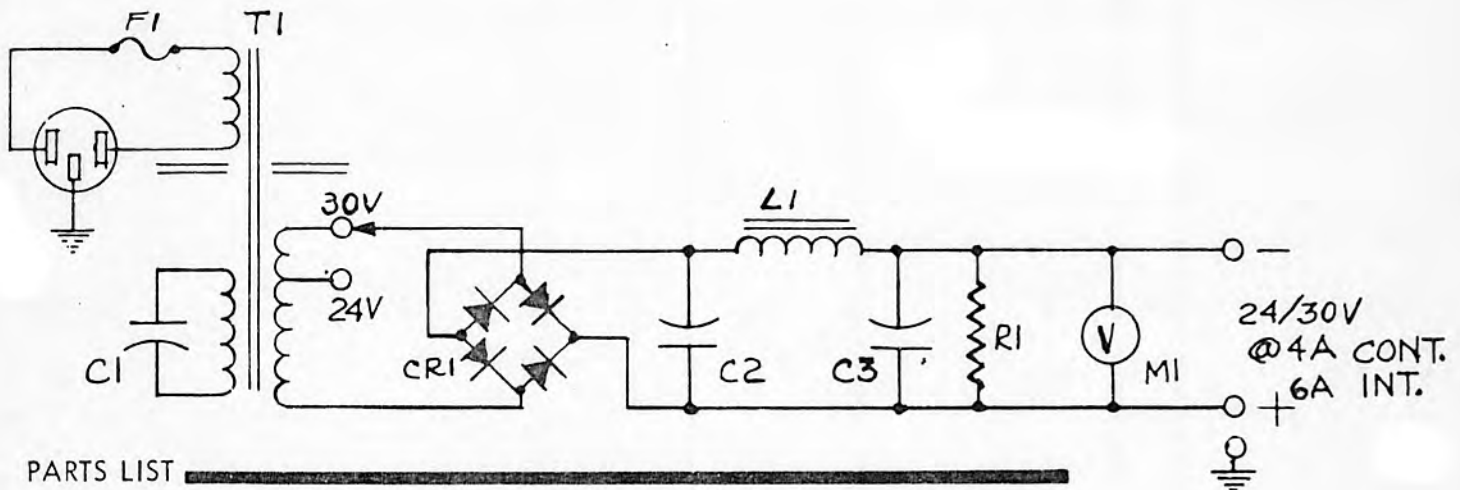 F1 T1
30V
24V
C1
CR1
C2
L1
C3
R1
V
M1
−
24/30V
@ 4A CONT.
6A INT.
+
PARTS LIST